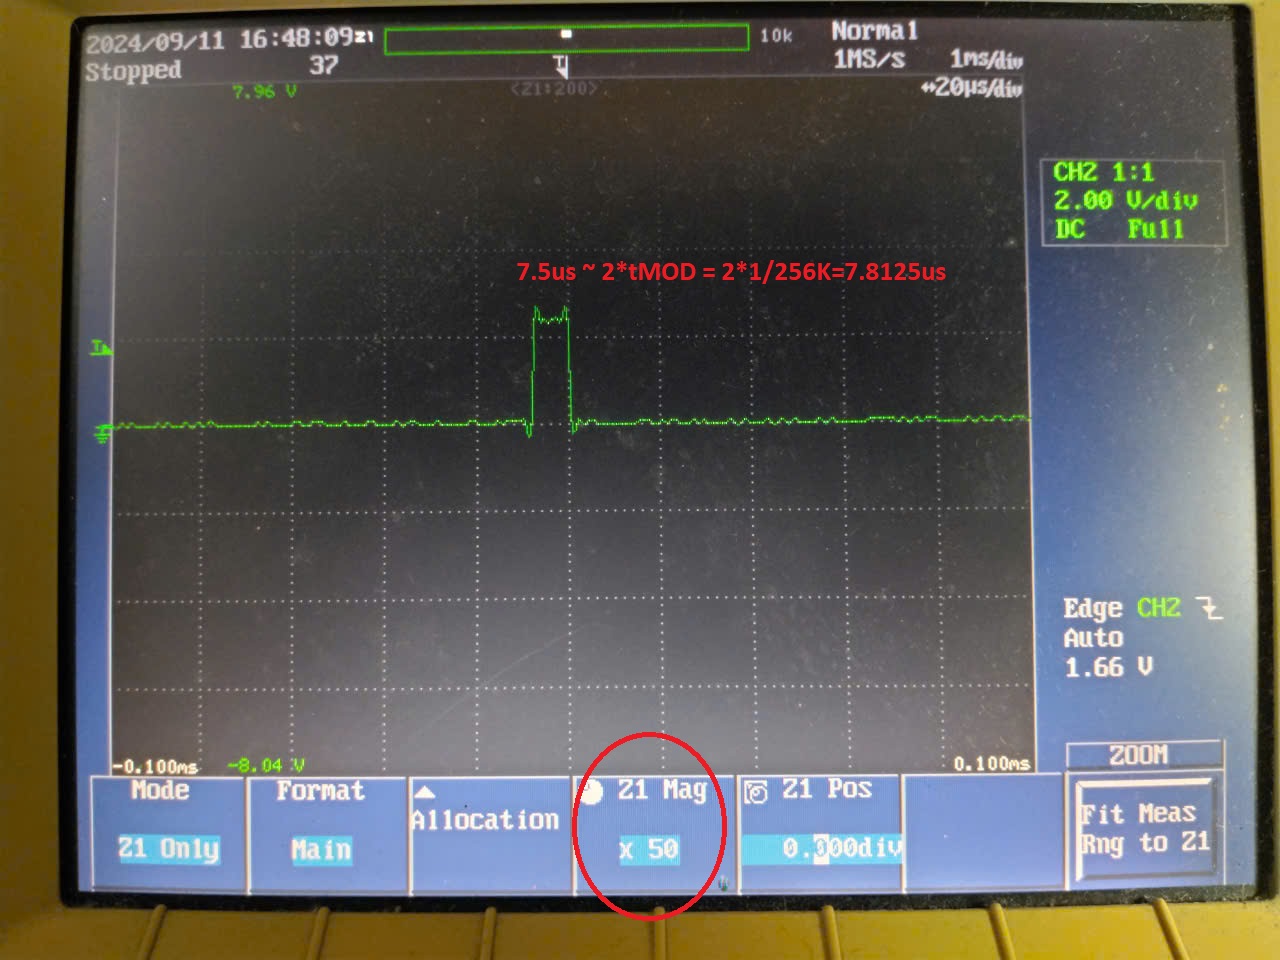 2024/09/11 16:48:09 Z1 10k Normal
Stopped 37 T 1MS/s 1ms/div
7.96 V <Z1:200> ↔20µs/div
CH2 1:1
2.00 V/div
DC Full
7.5us ~ 2*tMOD = 2*1/256K=7.8125us
T
Edge CH2
Auto
1.66 V
-0.100ms -8.04 V 0.100ms
ZOOM
Mode Format Allocation Z1 Mag Z1 Pos
Z1 Only Main x 50 0.000div
Fit Meas
Rng to Z1